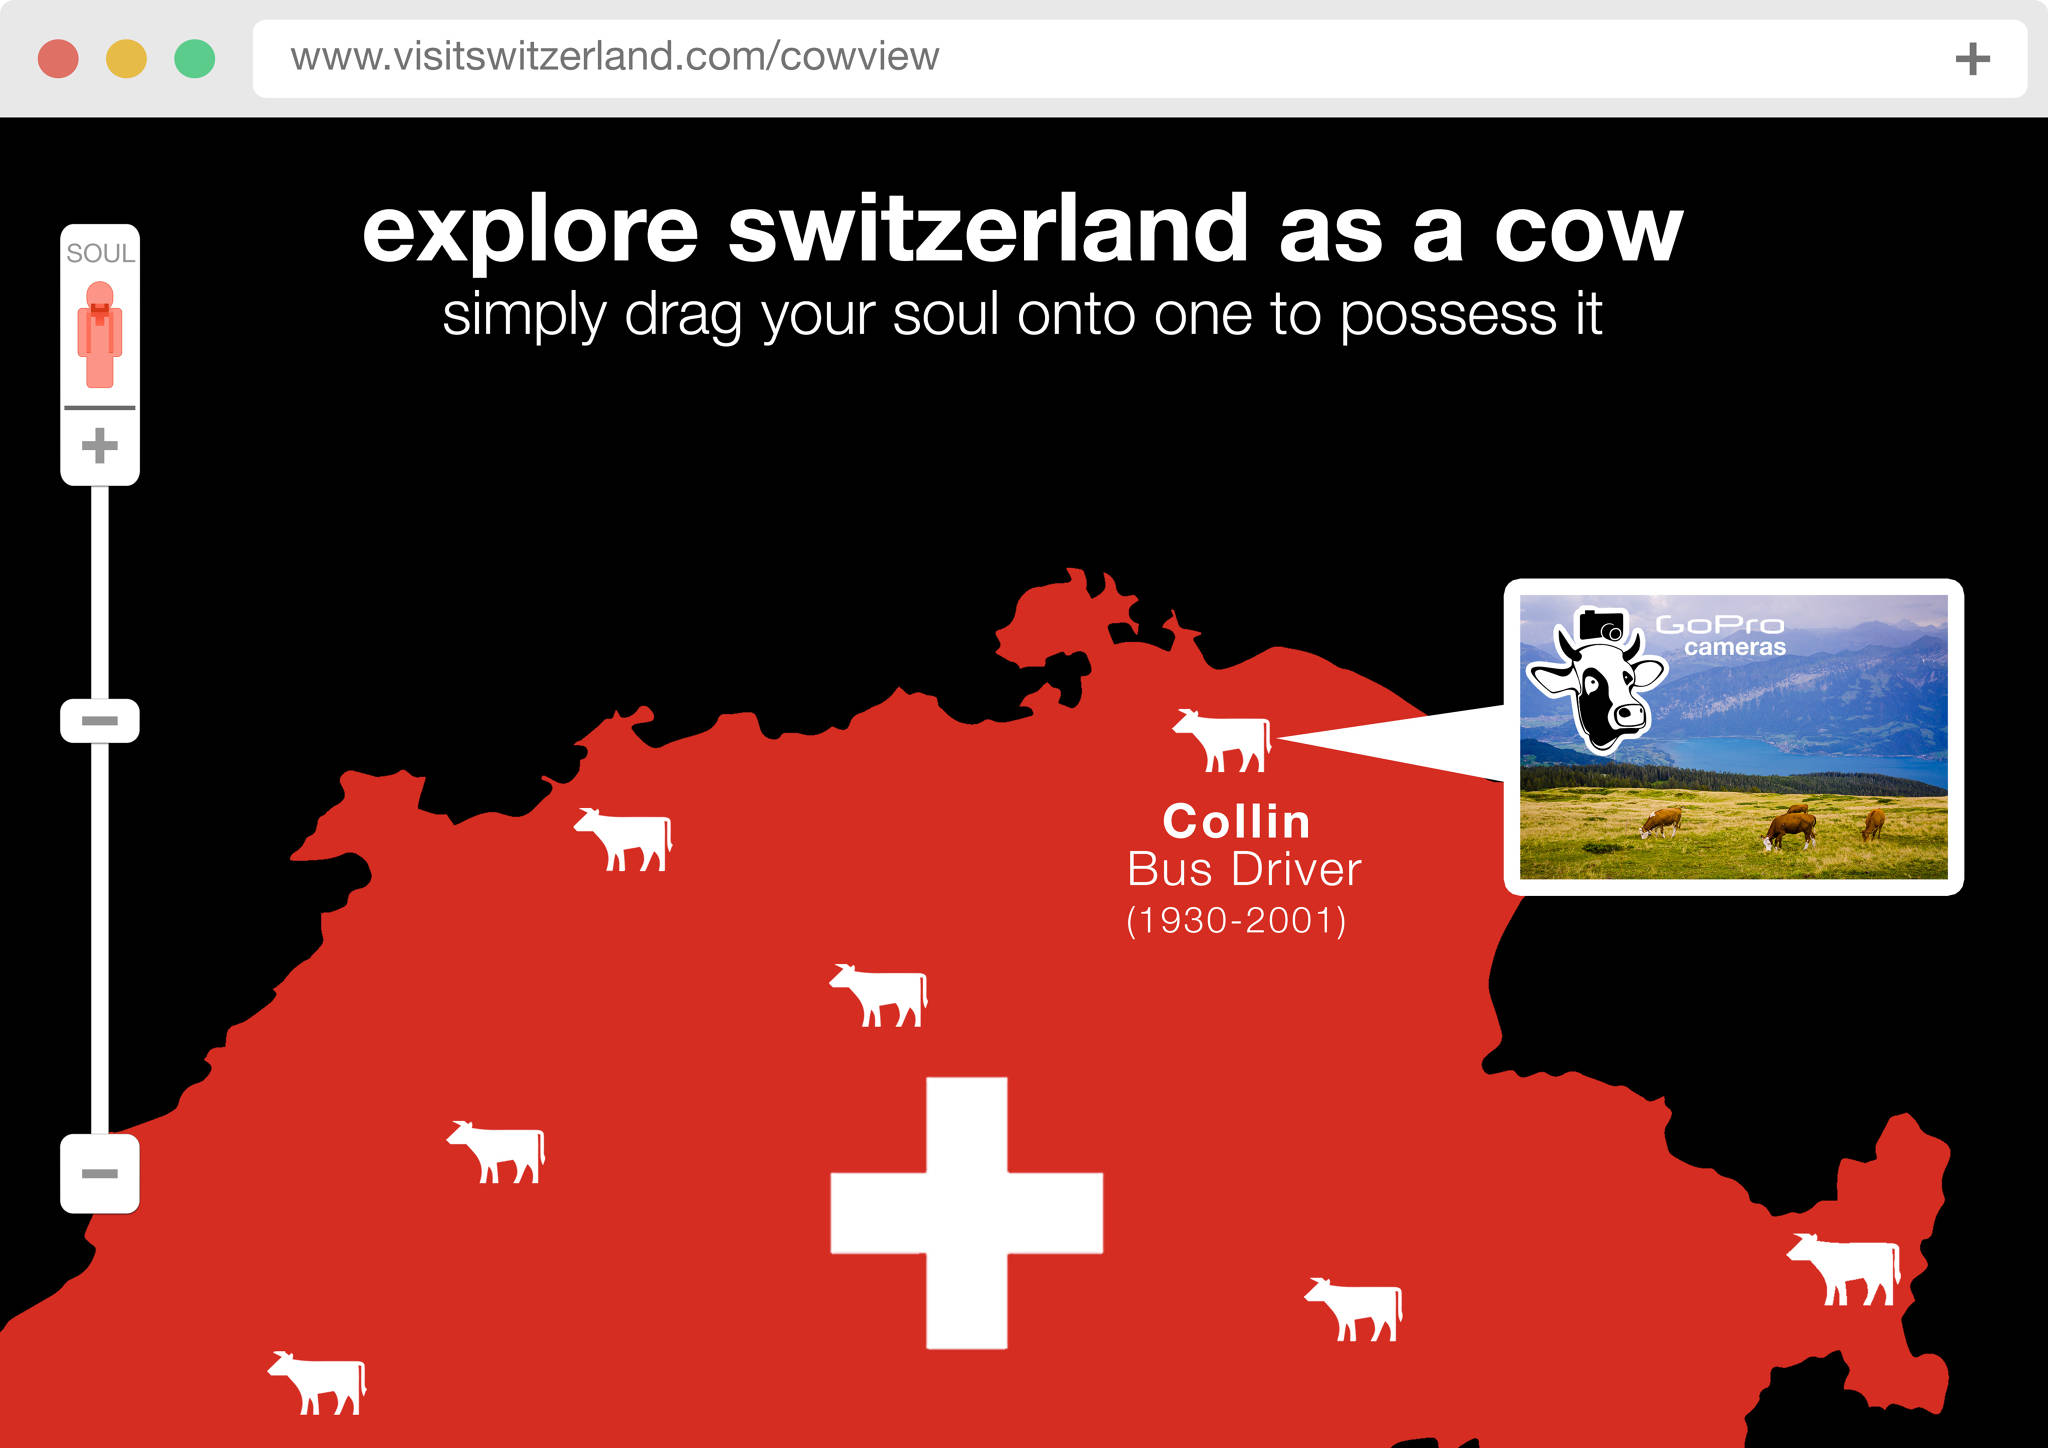 www.visitswitzerland.com/cowview
explore switzerland as a cow
simply drag your soul onto one to possess it
SOUL
GoPro
cameras
Collin
Bus Driver
(1930-2001)